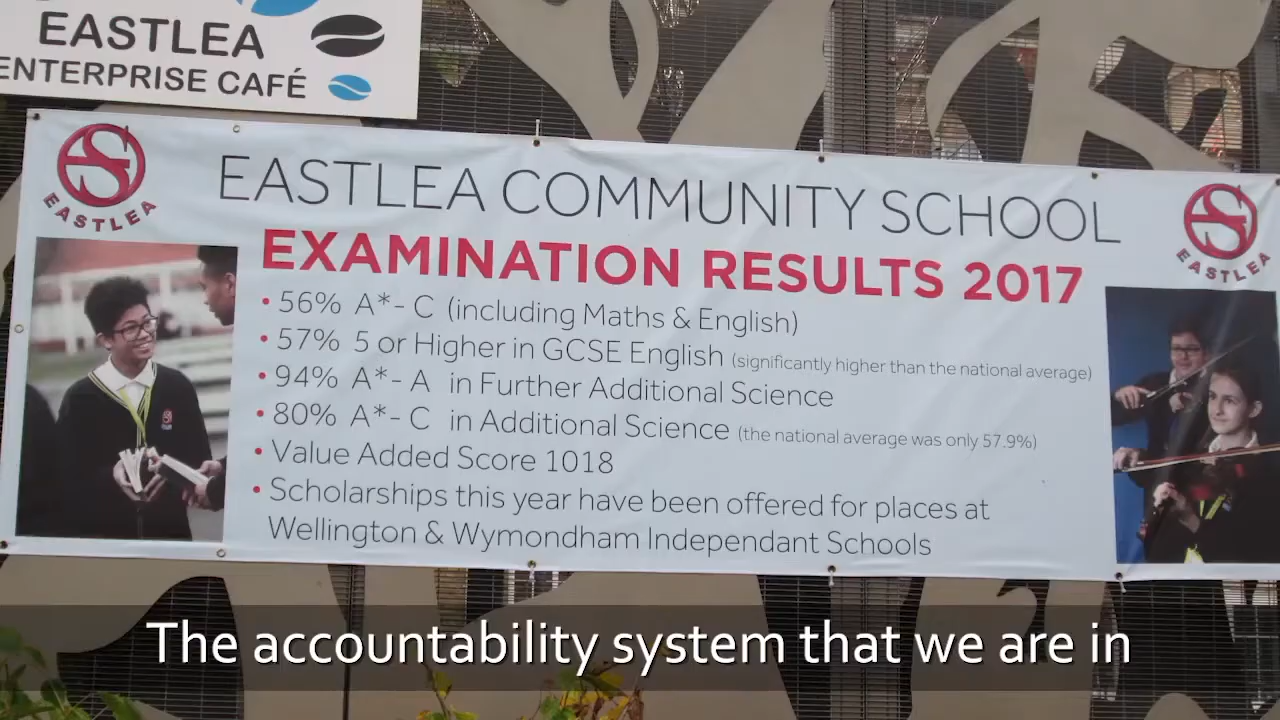 EASTLEA
ENTERPRISE CAFÉ
EASTLEA
EASTLEA COMMUNITY SCHOOL
EASTLEA
EXAMINATION RESULTS 2017
• 56% A*- C (including Maths & English)
• 57% 5 or Higher in GCSE English (significantly higher than the national average)
• 94% A*- A in Further Additional Science
• 80% A*- C in Additional Science (the national average was only 57.9%)
• Value Added Score 1018
• Scholarships this year have been offered for places at
Wellington & Wymondham Independant Schools
The accountability system that we are in